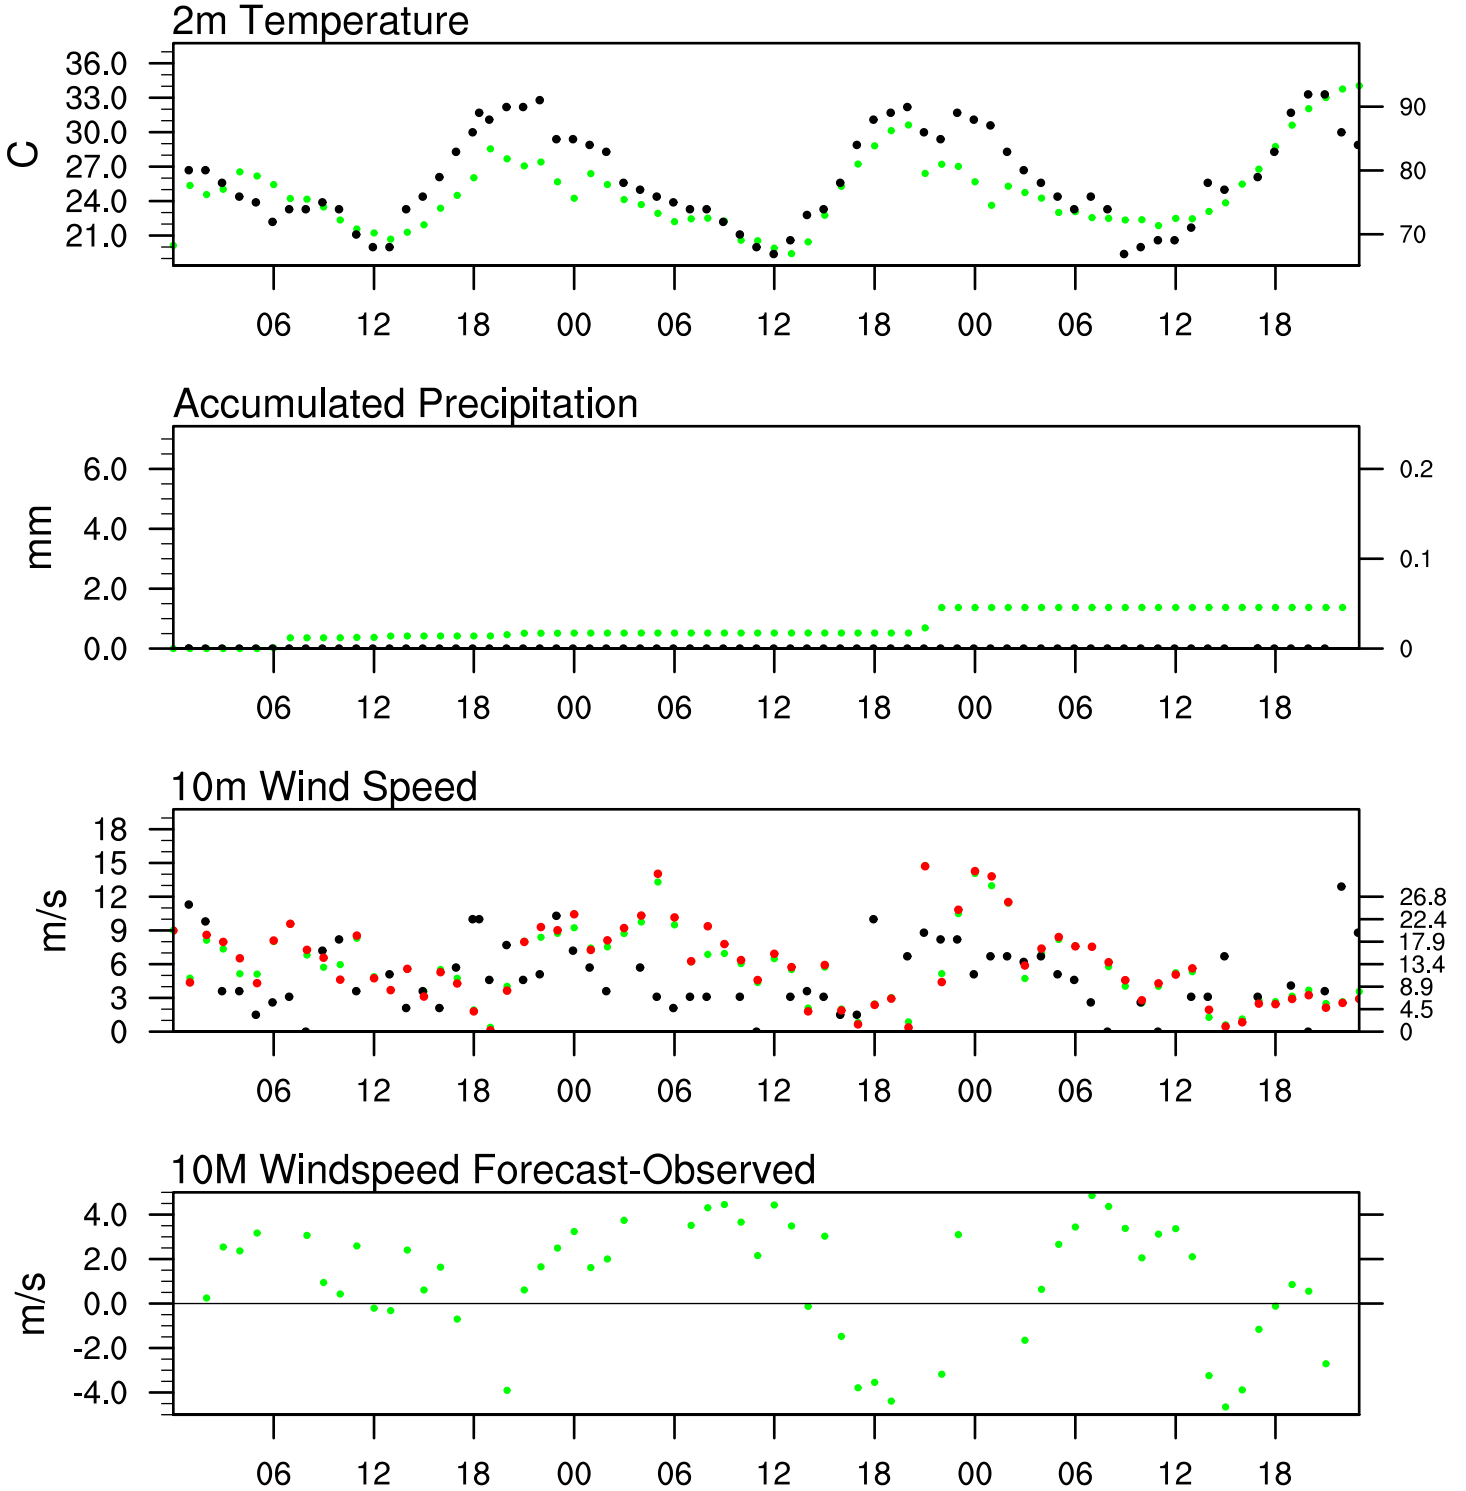 2m Temperature
36.0
33.0
30.0
27.0
24.0
21.0
C
90
80
70
06 12 18 00 06 12 18 00 06 12 18
Accumulated Precipitation
6.0
4.0
2.0
0.0
mm
0.2
0.1
0
06 12 18 00 06 12 18 00 06 12 18
10m Wind Speed
18
15
12
9
6
3
0
m/s
26.8
22.4
17.9
13.4
8.9
4.5
0
06 12 18 00 06 12 18 00 06 12 18
10M Windspeed Forecast-Observed
4.0
2.0
0.0
-2.0
-4.0
m/s
06 12 18 00 06 12 18 00 06 12 18